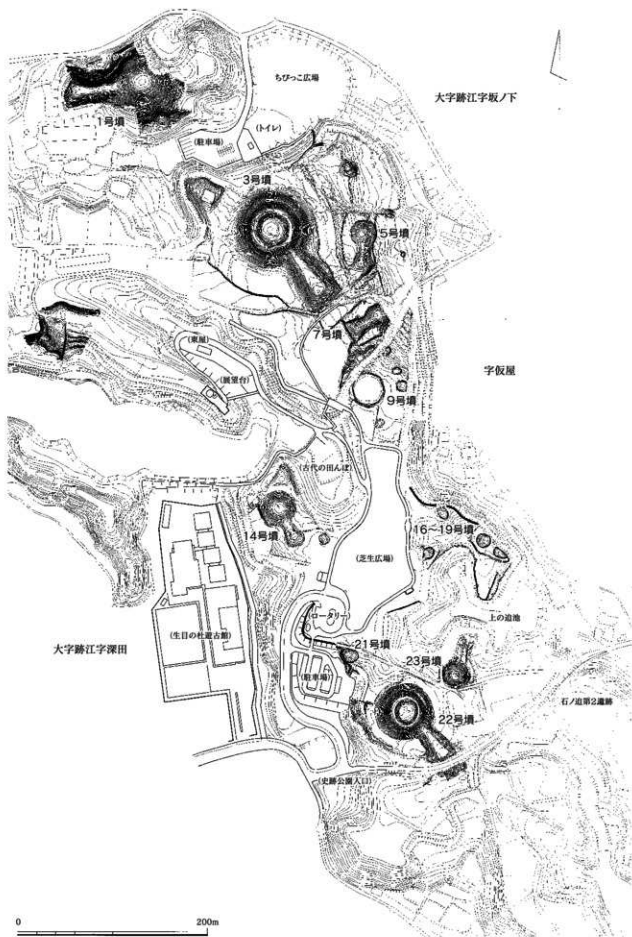 ちびっこ広場
大字跡江字坂ノ下
1号墳
(駐車場)
(トイレ)
3号墳
5号墳
7号墳
(東屋)
(展望台)
字仮屋
9号墳
(古代の田んぼ)
14号墳
(芝生広場)
16〜19号墳
(ロータリー)
上の迫池
(生目の杜遊古館)
大字跡江字深田
21号墳
23号墳
(駐車場)
石ノ迫第2遺跡
22号墳
(史跡公園入口)
0 200m